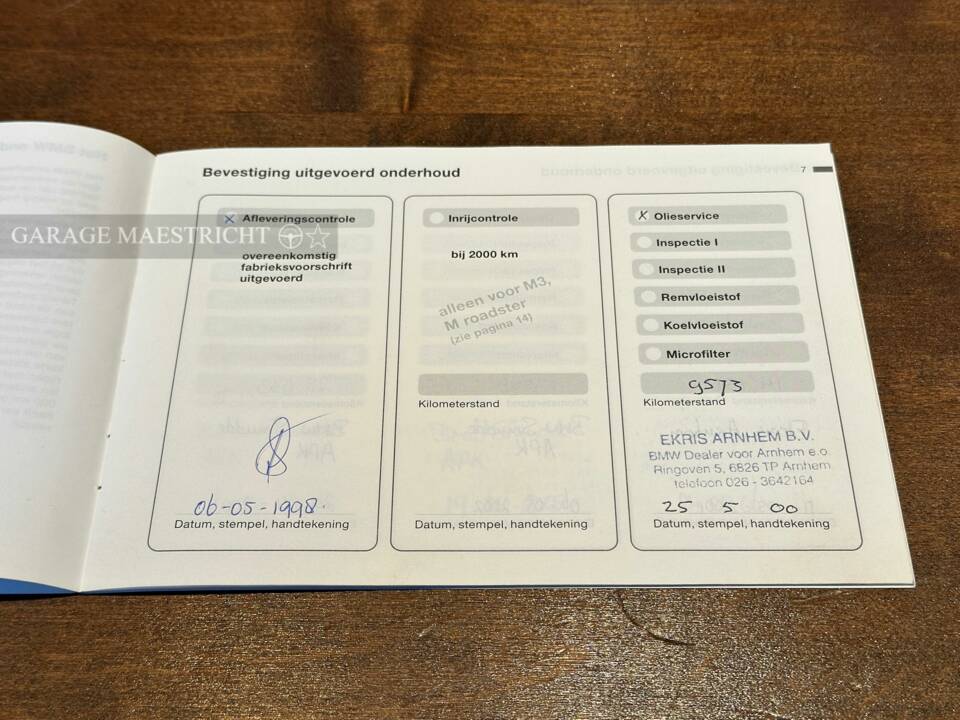 Bevestiging uitgevoerd onderhoud
7
Afleveringscontrole
overeenkomstig
fabrieksvoorschrift
uitgevoerd
06-05-1998.
Datum, stempel, handtekening
Inrijcontrole
bij 2000 km
alleen voor M3,
M roadster
(zie pagina 14)
Kilometerstand
Datum, stempel, handtekening
X Olieservice
Inspectie I
Inspectie II
Remvloeistof
Koelvloeistof
Microfilter
9573
Kilometerstand
EKRIS ARNHEM B.V.
BMW Dealer voor Arnhem e.o.
Ringoven 5, 6826 TP Arnhem
telefoon 026 - 3642164
25 5 00
Datum, stempel, handtekening
GARAGE MAESTRICHT